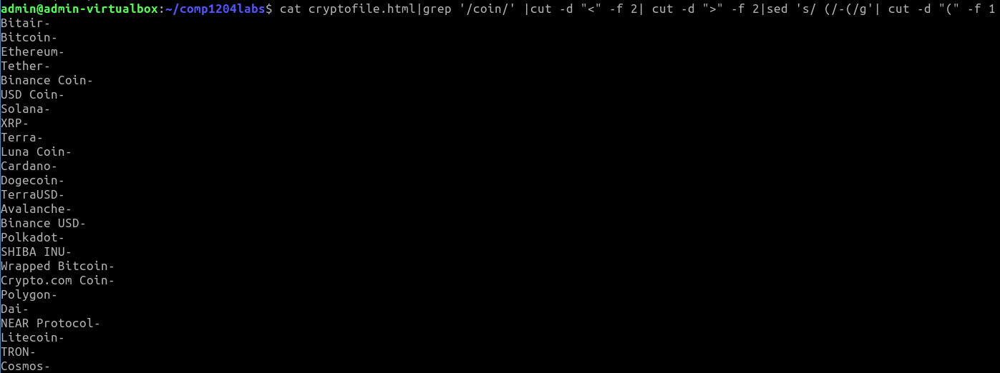 admin@admin-virtualbox:~/comp1204labs$ cat cryptofile.html|grep '/coin/' |cut -d "<" -f 2| cut -d ">" -f 2|sed 's/ (/-(/g'| cut -d "(" -f 1
Bitair-
Bitcoin-
Ethereum-
Tether-
Binance Coin-
USD Coin-
Solana-
XRP-
Terra-
Luna Coin-
Cardano-
Dogecoin-
TerraUSD-
Avalanche-
Binance USD-
Polkadot-
SHIBA INU-
Wrapped Bitcoin-
Crypto.com Coin-
Polygon-
Dai-
NEAR Protocol-
Litecoin-
TRON-
Cosmos-